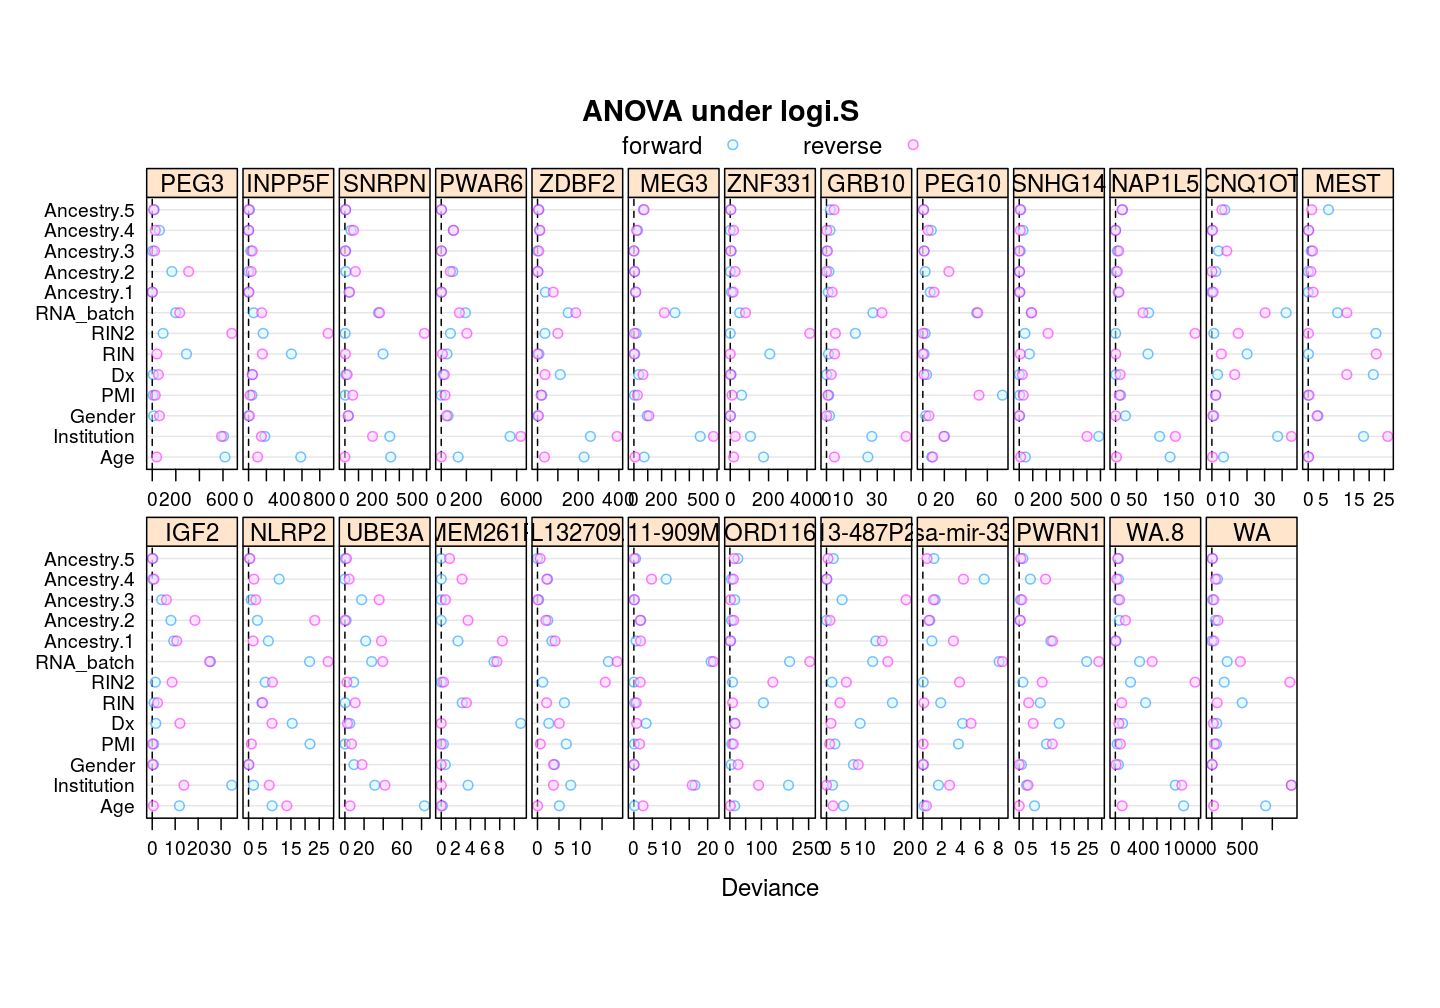 ANOVA under logi.S
forward reverse
PEG3 INPP5F SNRPN PWAR6 ZDBF2 MEG3 ZNF331 GRB10 PEG10 SNHG14 NAP1L5 CNQ1OT MEST
Ancestry.5
Ancestry.4
Ancestry.3
Ancestry.2
Ancestry.1
RNA_batch
RIN2
RIN
Dx
PMI
Gender
Institution
Age
0 200 600 0 400 800 0 200 500 0 200 600 0 200 400 0 200 500 0 200 400 0 10 30 0 20 60 0 200 500 0 50 150 0 10 30 0 5 15 25
IGF2 NLRP2 UBE3A MEM261P L132709. 11-909M ORD116 13-487P2 sa-mir-33 PWRN1 WA.8 WA
Ancestry.5
Ancestry.4
Ancestry.3
Ancestry.2
Ancestry.1
RNA_batch
RIN2
RIN
Dx
PMI
Gender
Institution
Age
0 10 20 30 0 5 15 25 0 20 60 0 2 4 6 8 0 5 10 0 5 10 20 0 100 250 0 5 10 20 0 2 4 6 8 0 5 15 25 0 400 1000 0 500
Deviance